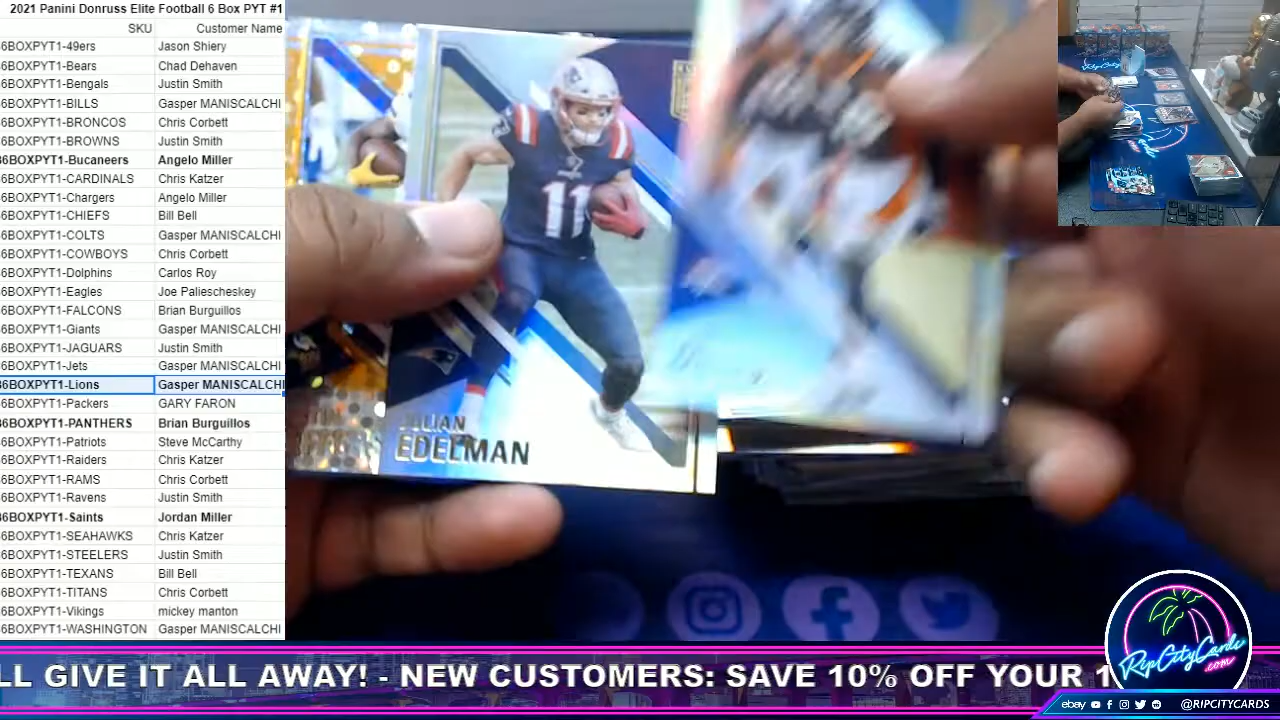 2021 Panini Donruss Elite Football 6 Box PYT #1
SKU Customer Name
6BOXPYT1-49ers Jason Shiery
6BOXPYT1-Bears Chad Dehaven
6BOXPYT1-Bengals Justin Smith
6BOXPYT1-BILLS Gasper MANISCALCHI
6BOXPYT1-BRONCOS Chris Corbett
6BOXPYT1-BROWNS Justin Smith
6BOXPYT1-Bucaneers Angelo Miller
6BOXPYT1-CARDINALS Chris Katzer
6BOXPYT1-Chargers Angelo Miller
6BOXPYT1-CHIEFS Bill Bell
6BOXPYT1-COLTS Gasper MANISCALCHI
6BOXPYT1-COWBOYS Chris Corbett
6BOXPYT1-Dolphins Carlos Roy
6BOXPYT1-Eagles Joe Paliescheskey
6BOXPYT1-FALCONS Brian Burguillos
6BOXPYT1-Giants Gasper MANISCALCHI
6BOXPYT1-JAGUARS Justin Smith
6BOXPYT1-Jets Gasper MANISCALCHI
6BOXPYT1-Lions Gasper MANISCALCHI
6BOXPYT1-Packers GARY FARON
6BOXPYT1-PANTHERS Brian Burguillos
6BOXPYT1-Patriots Steve McCarthy
6BOXPYT1-Raiders Chris Katzer
6BOXPYT1-RAMS Chris Corbett
6BOXPYT1-Ravens Justin Smith
6BOXPYT1-Saints Jordan Miller
6BOXPYT1-SEAHAWKS Chris Katzer
6BOXPYT1-STEELERS Justin Smith
6BOXPYT1-TEXANS Bill Bell
6BOXPYT1-TITANS Chris Corbett
6BOXPYT1-Vikings mickey manton
6BOXPYT1-WASHINGTON Gasper MANISCALCHI
11
JULIAN
EDELMAN
LL GIVE IT ALL AWAY! - NEW CUSTOMERS: SAVE 10% OFF YOUR 1
RipCityCards
.com
ebay @RIPCITYCARDS